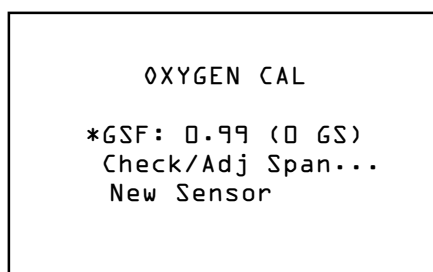 OXYGEN CAL
*GSF: 0.99 (0 GS)
Check/Adj Span...
New Sensor